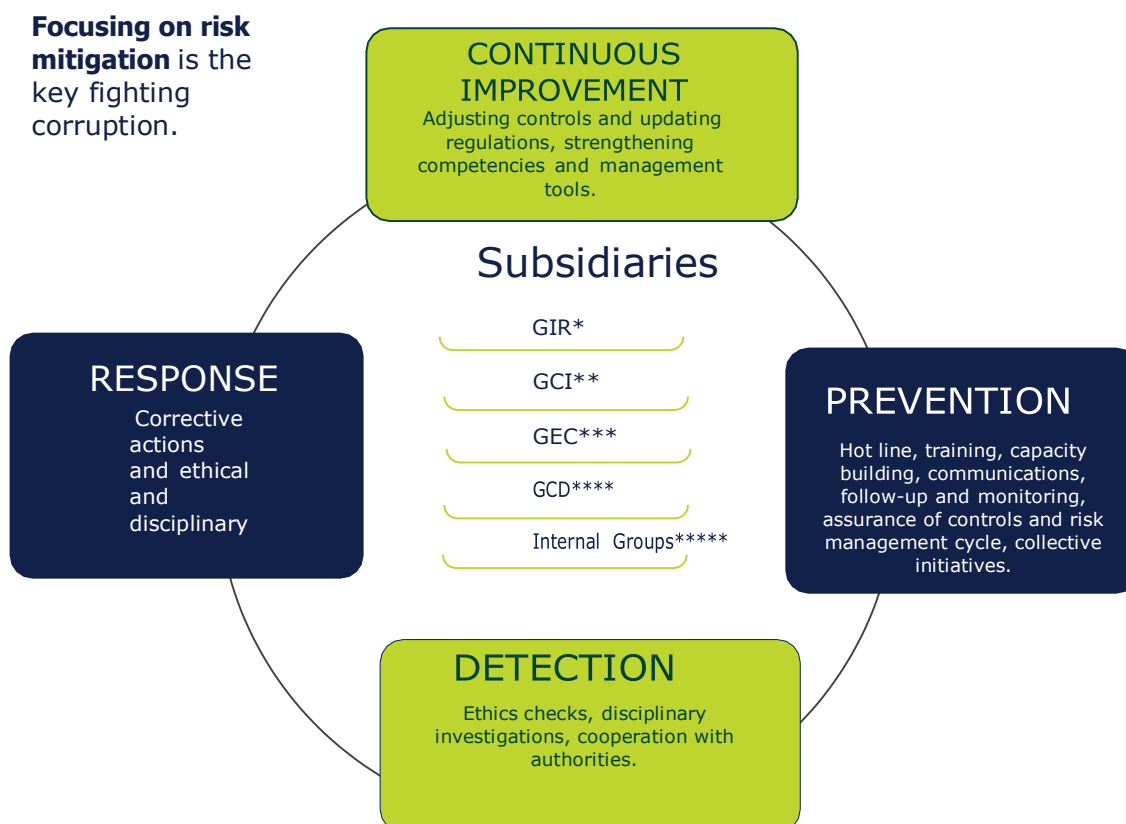 Focusing on risk
mitigation is the
key fighting
corruption.
CONTINUOUS
IMPROVEMENT
Adjusting controls and updating
regulations, strengthening
competencies and management
tools.
Subsidiaries
GIR*
GCI**
GEC***
GCD****
Internal Groups*****
RESPONSE
Corrective
actions
and ethical
and
disciplinary
PREVENTION
Hot line, training, capacity
building, communications,
follow-up and monitoring,
assurance of controls and risk
management cycle, collective
initiatives.
DETECTION
Ethics checks, disciplinary
investigations, cooperation with
authorities.